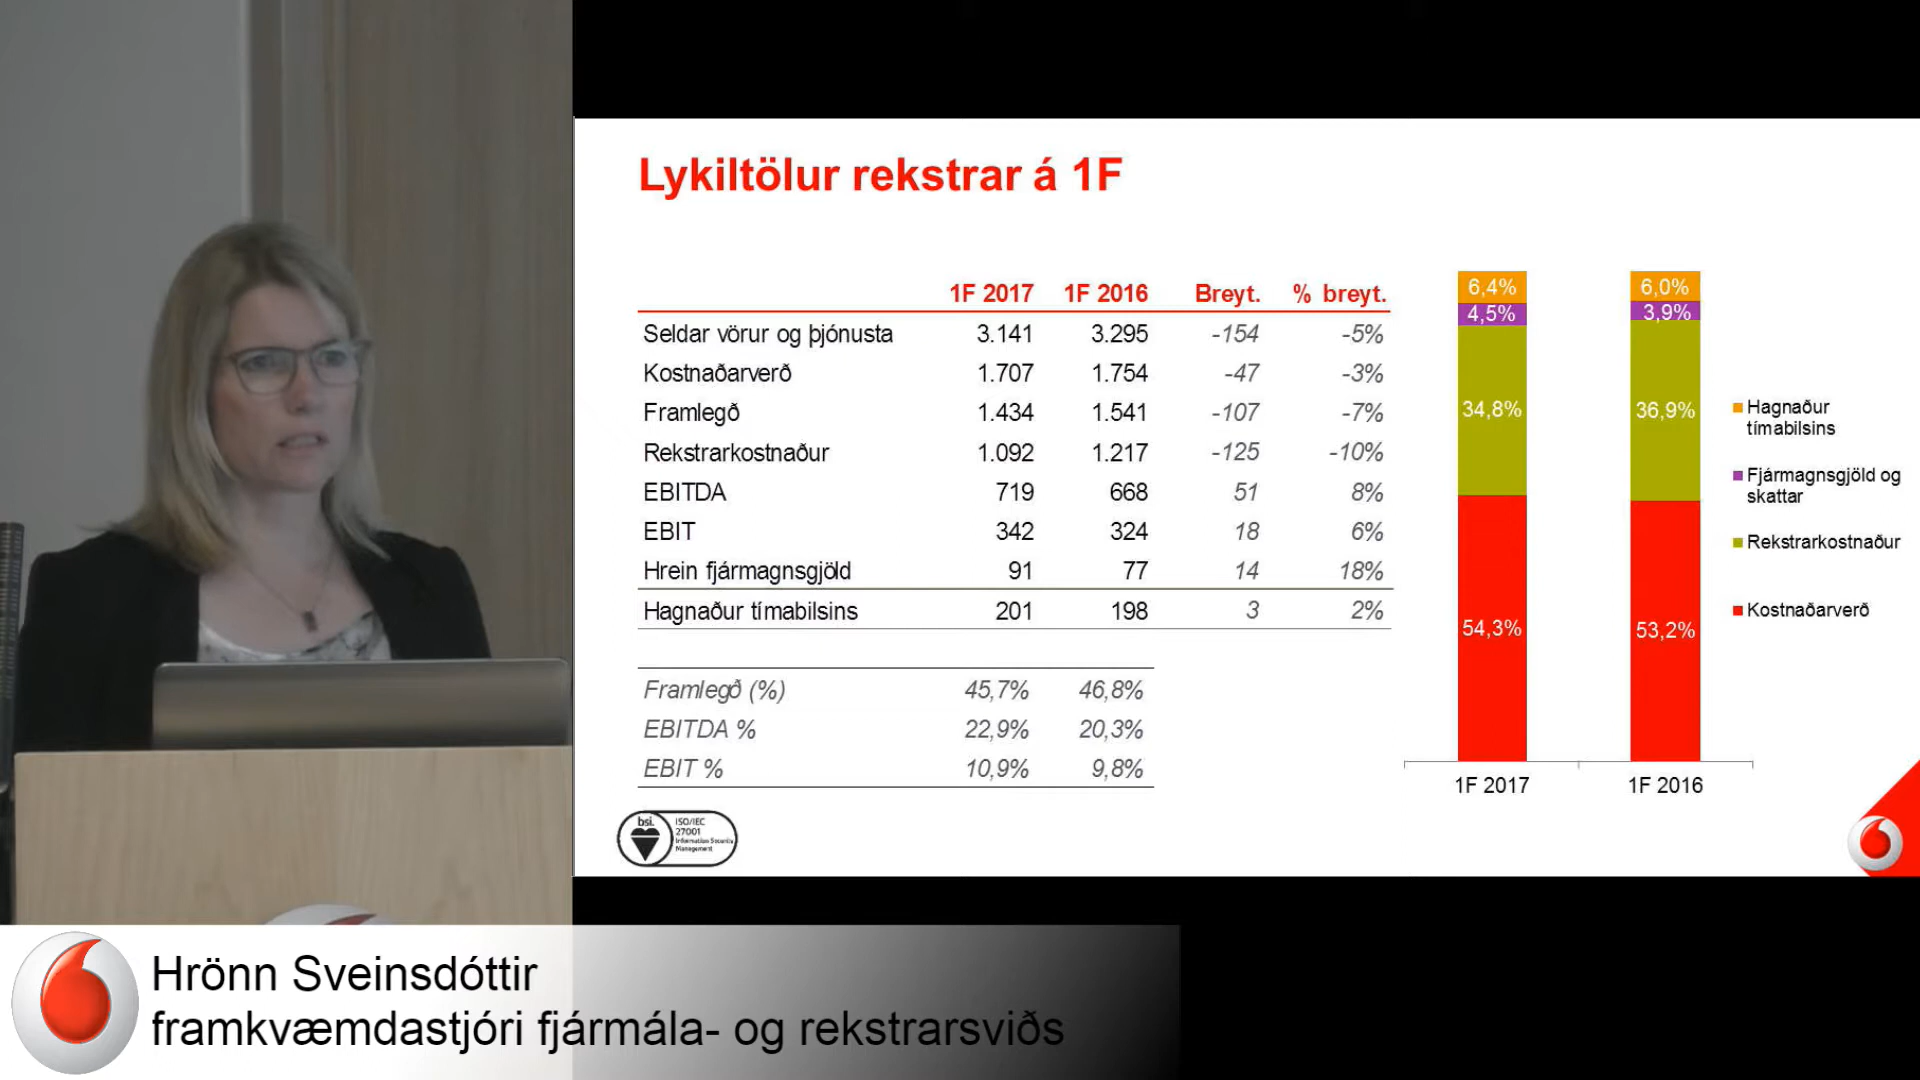 Lykiltölur rekstrar á 1F
1F 2017 1F 2016 Breyt. % breyt.
Seldar vörur og þjónusta 3.141 3.295 -154 -5%
Kostnaðarverð 1.707 1.754 -47 -3%
Framlegð 1.434 1.541 -107 -7%
Rekstrarkostnaður 1.092 1.217 -125 -10%
EBITDA 719 668 51 8%
EBIT 342 324 18 6%
Hrein fjármagnsgjöld 91 77 14 18%
Hagnaður tímabilsins 201 198 3 2%
Framlegð (%) 45,7% 46,8%
EBITDA % 22,9% 20,3%
EBIT % 10,9% 9,8%
6,4% 6,0%
4,5% 3,9%
34,8% 36,9%
54,3% 53,2%
1F 2017 1F 2016
Hagnaður
tímabilsins
Fjármagnsgjöld og
skattar
Rekstrarkostnaður
Kostnaðarverð
bsi.
ISO/IEC
27001
Information Security
Management
Hrönn Sveinsdóttir
framkvæmdastjóri fjármála- og rekstrarsviðs